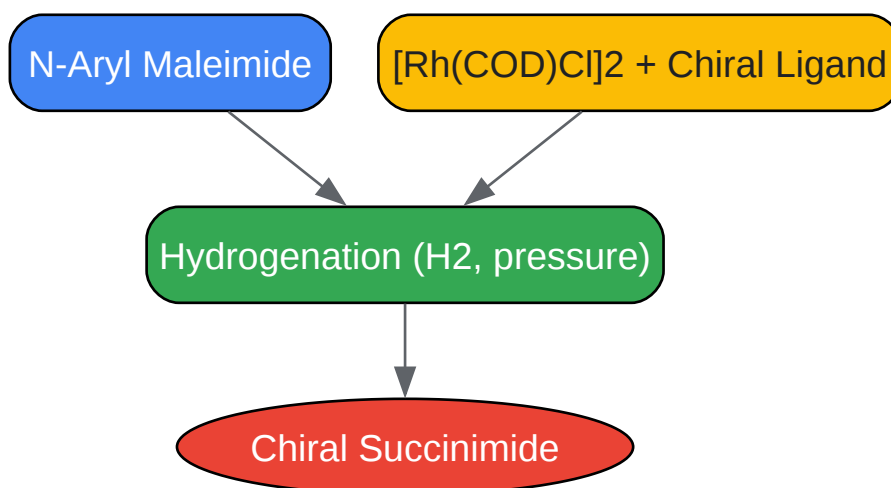 N-Aryl Maleimide
[Rh(COD)Cl]2 + Chiral Ligand
Hydrogenation (H2, pressure)
Chiral Succinimide